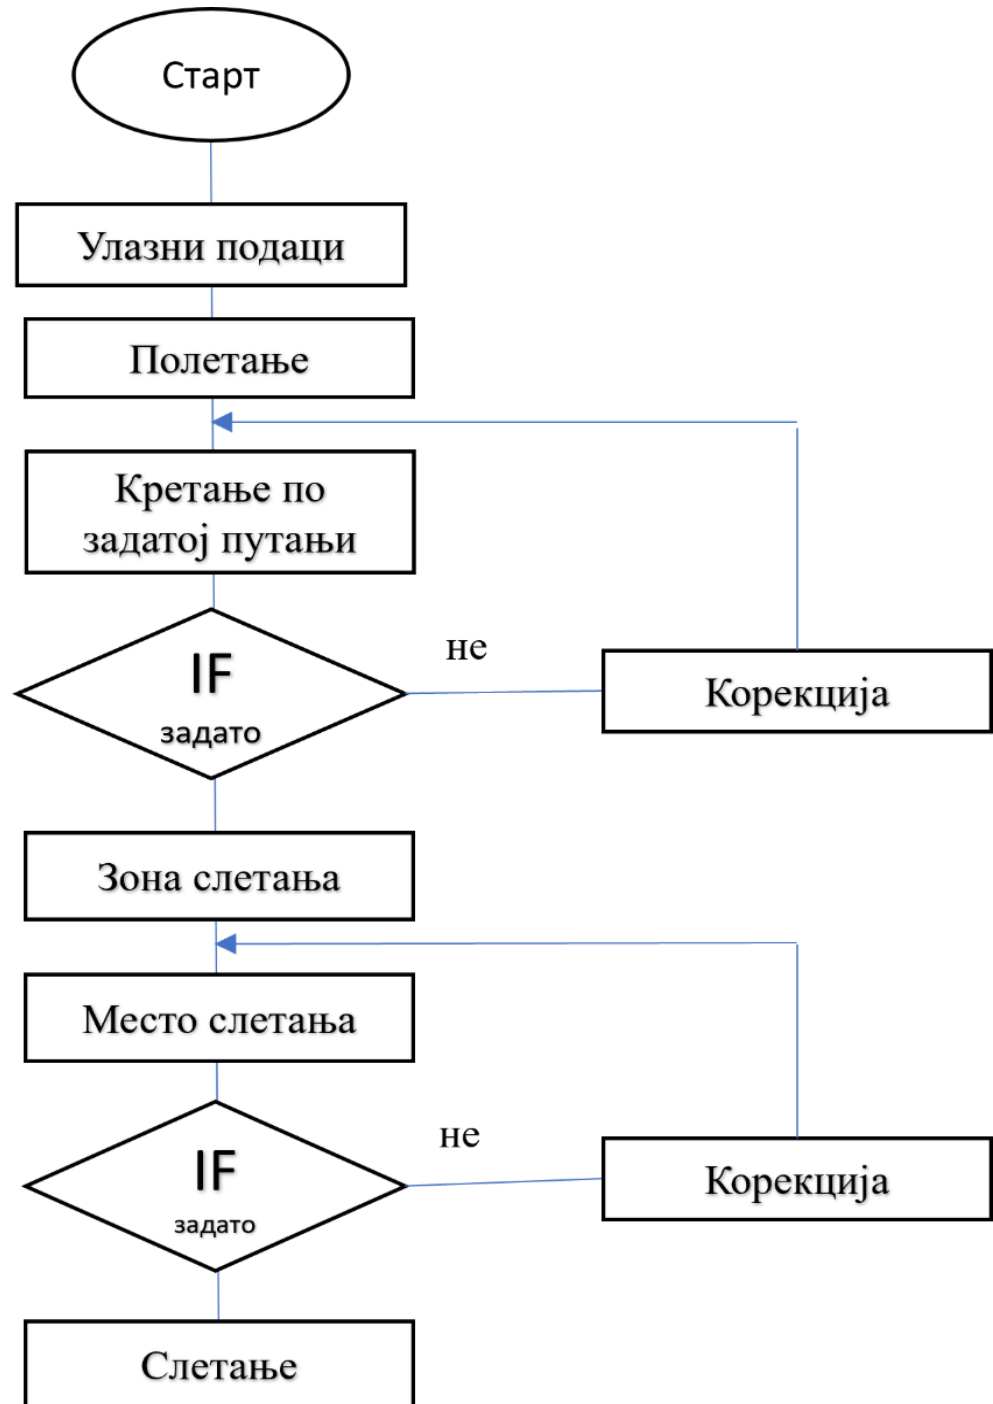 Старт
Улазни подаци
Полетање
Кретање по
задатој путањи
IF
задато
не
Корекција
Зона слетања
Место слетања
IF
задато
не
Корекција
Слетање